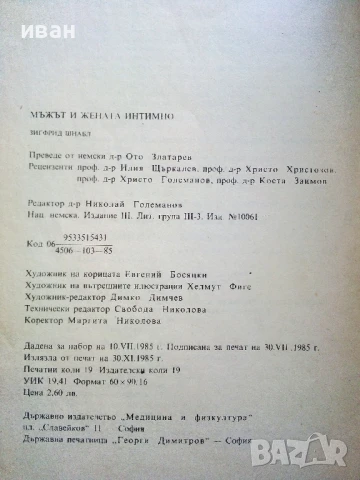 иван
МЪЖЪТ И ЖЕНАТА ИНТИМНО
ЗИГФРИД ШНАБЛ
Преведе от немски д-р Ото Златарев
Рецензенти проф. д-р Илия Щъркалев, проф. д-р Христо Христозов,
проф. д-р Христо Големанов, проф. д-р Коста Заимов
Редактор д-р Николай Големанов
Нац. немска. Издание III. Лит. група III-3. Изд. №10061
Код 06 9533515431
4506—103—85
Художник на корицата Евгений Босяцки
Художник на вътрешните илюстрации Хелмут Фиге
Художник-редактор Димко Димчев
Технически редактор Свобода Николова
Коректор Маргита Николова
Дадена за набор на 10.VII.1985 г. Подписана за печат на 30.VII.1985 г.
Излязла от печат на 30.XI.1985 г.
Печатни коли 19 Издателски коли 19
УИК 19,41 Формат 60×90/16
Цена 2,60 лв.
Държавно издателство „Медицина и физкултура"
пл. „Славейков" 11 — София
Държавна печатница „Георги Димитров" — София
BAZAR.bg